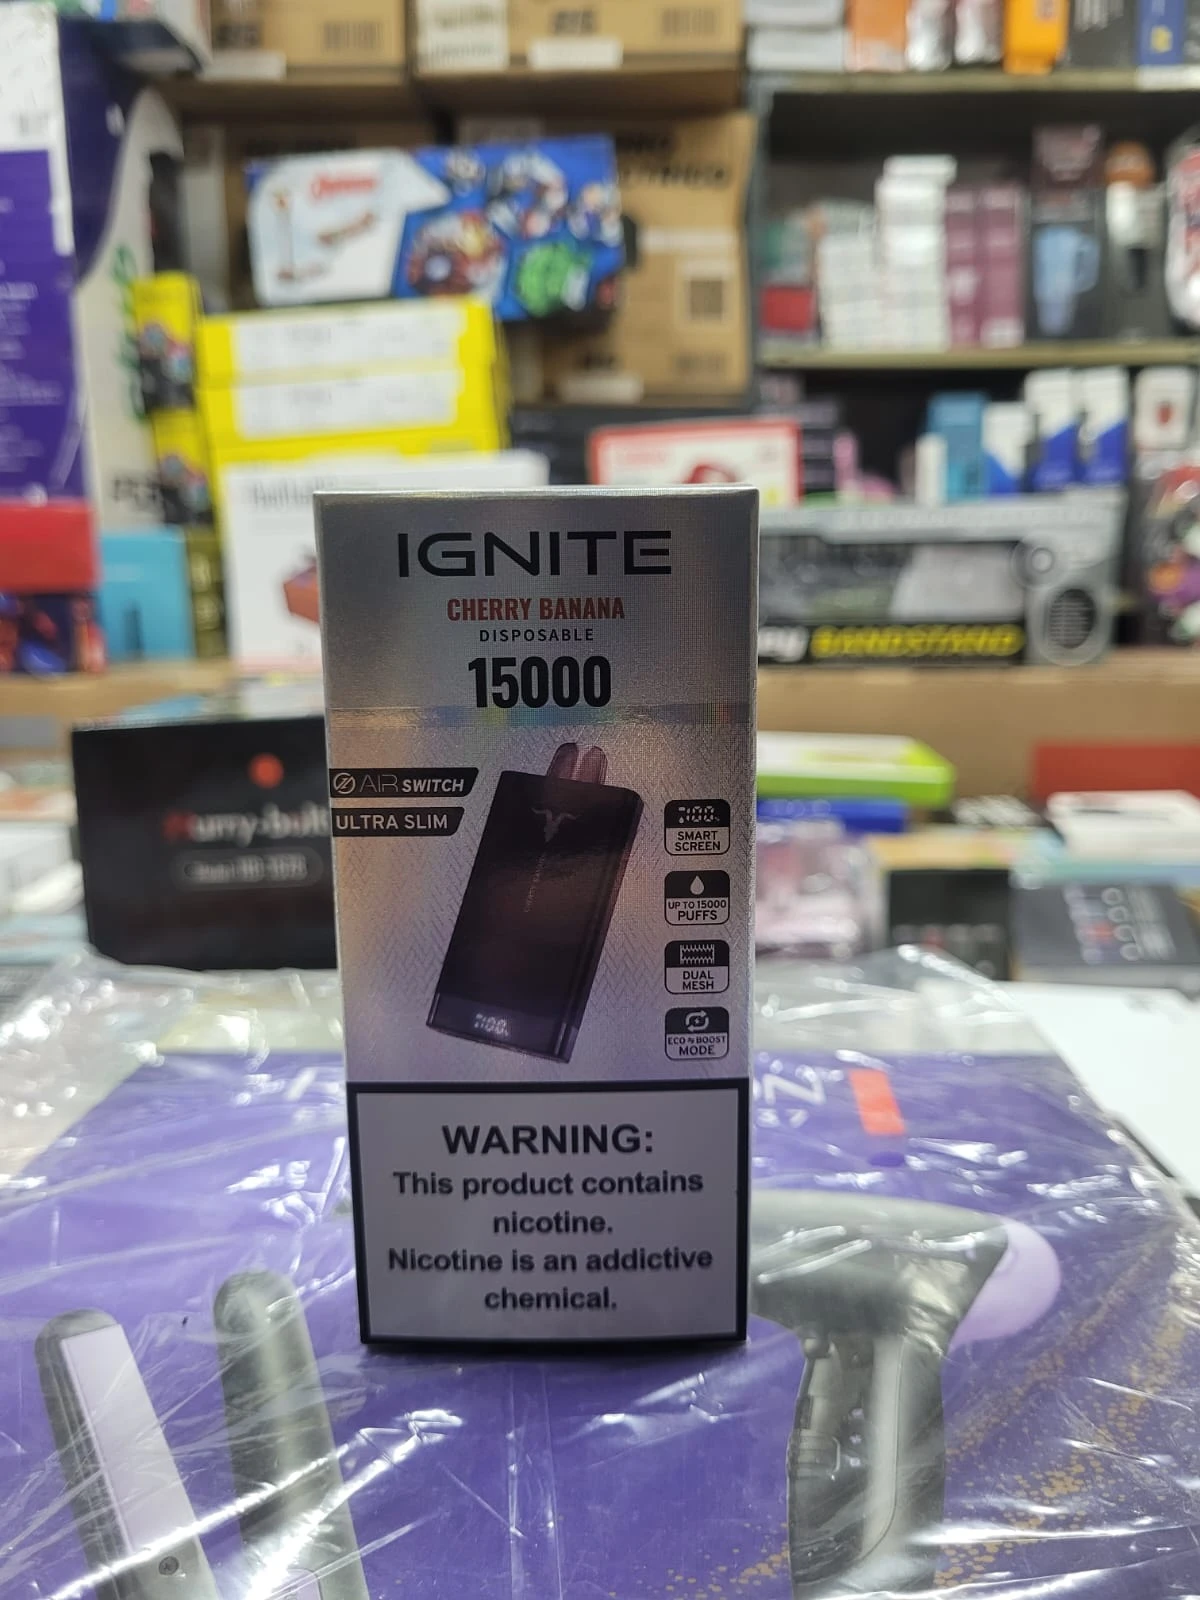 IGNITE
CHERRY BANANA
DISPOSABLE
15000
AIR SWITCH
ULTRA SLIM
SMART
SCREEN
UP TO 15000
PUFFS
DUAL
MESH
ECO BOOST
MODE
WARNING:
This product contains
nicotine.
Nicotine is an addictive
chemical.
BANDSTAND